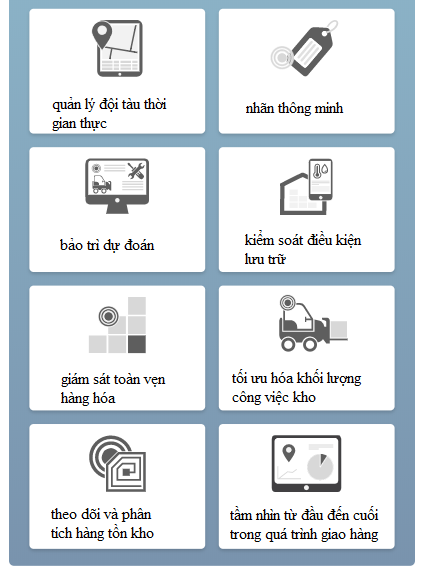 quản lý đội tàu thời
gian thực
nhãn thông minh
bảo trì dự đoán
kiểm soát điều kiện
lưu trữ
giám sát toàn vẹn
hàng hóa
tối ưu hóa khối lượng
công việc kho
theo dõi và phân
tich hàng tồn kho
tầm nhìn từ đầu đến cuối
trong quá trình giao hàng